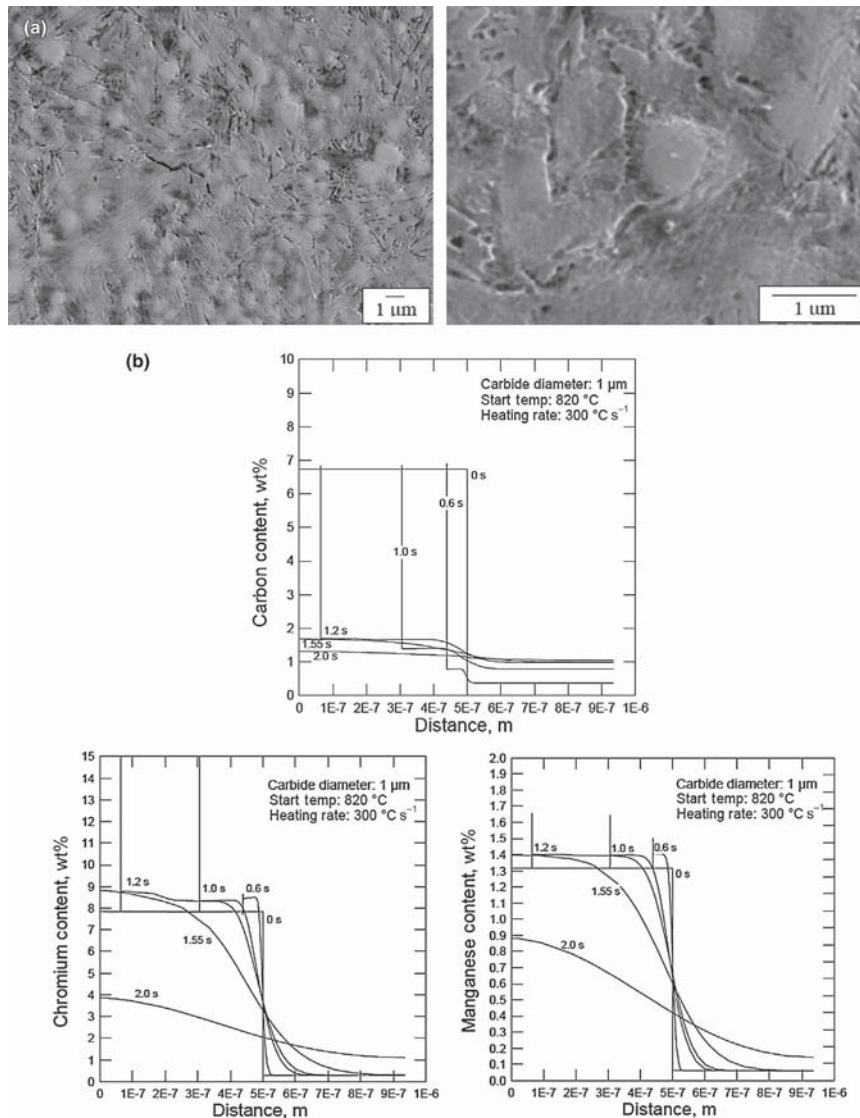 (a)
1 μm
1 μm
(b)
10
9
8
7
6
5
4
3
2
1
0
Carbon content, wt%
Carbide diameter: 1 μm
Start temp: 820 °C
Heating rate: 300 °C s⁻¹
0 s
0.6 s
1.0 s
1.2 s
1.55 s
2.0 s
0 1E-7 2E-7 3E-7 4E-7 5E-7 6E-7 7E-7 8E-7 9E-7 1E-6
Distance, m
15
14
13
12
11
10
9
8
7
6
5
4
3
2
1
0
Chromium content, wt%
Carbide diameter: 1 μm
Start temp: 820 °C
Heating rate: 300 °C s⁻¹
1.2 s
1.0 s
0.6 s
0 s
1.55 s
2.0 s
0 1E-7 2E-7 3E-7 4E-7 5E-7 6E-7 7E-7 8E-7 9E-7 1E-6
Distance, m
2.0
1.9
1.8
1.7
1.6
1.5
1.4
1.3
1.2
1.1
1.0
0.9
0.8
0.7
0.6
0.5
0.4
0.3
0.2
0.1
0
Manganese content, wt%
Carbide diameter: 1 μm
Start temp: 820 °C
Heating rate: 300 °C s⁻¹
1.2 s
1.0 s
0.6 s
0 s
1.55 s
2.0 s
0 1E-7 2E-7 3E-7 4E-7 5E-7 6E-7 7E-7 8E-7 9E-7 1E-6
Distance, m